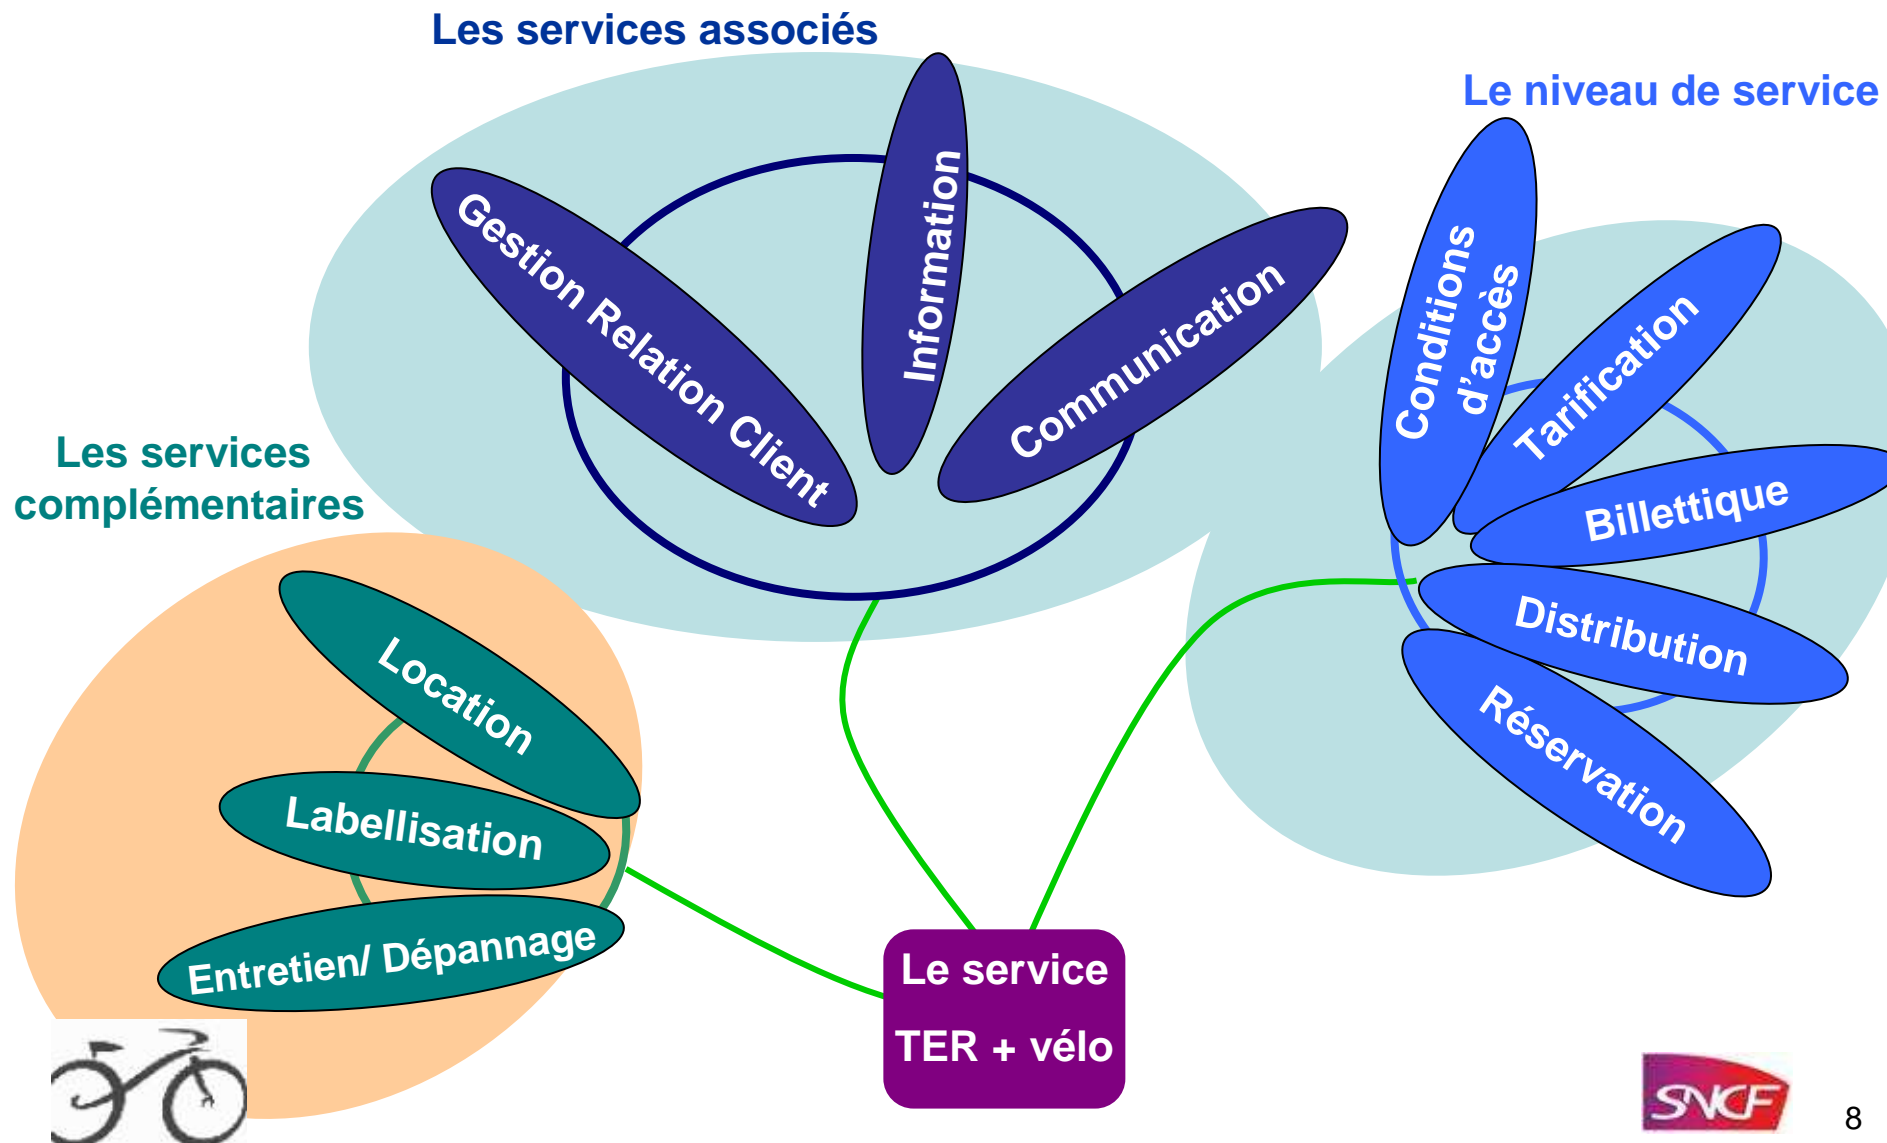 Les services associés
Le niveau de service
Gestion Relation Client
Information
Communication
Conditions
d’accès
Tarification
Billettique
Distribution
Réservation
Les services
complémentaires
Location
Labellisation
Entretien/ Dépannage
Le service
TER + vélo
SNCF
8